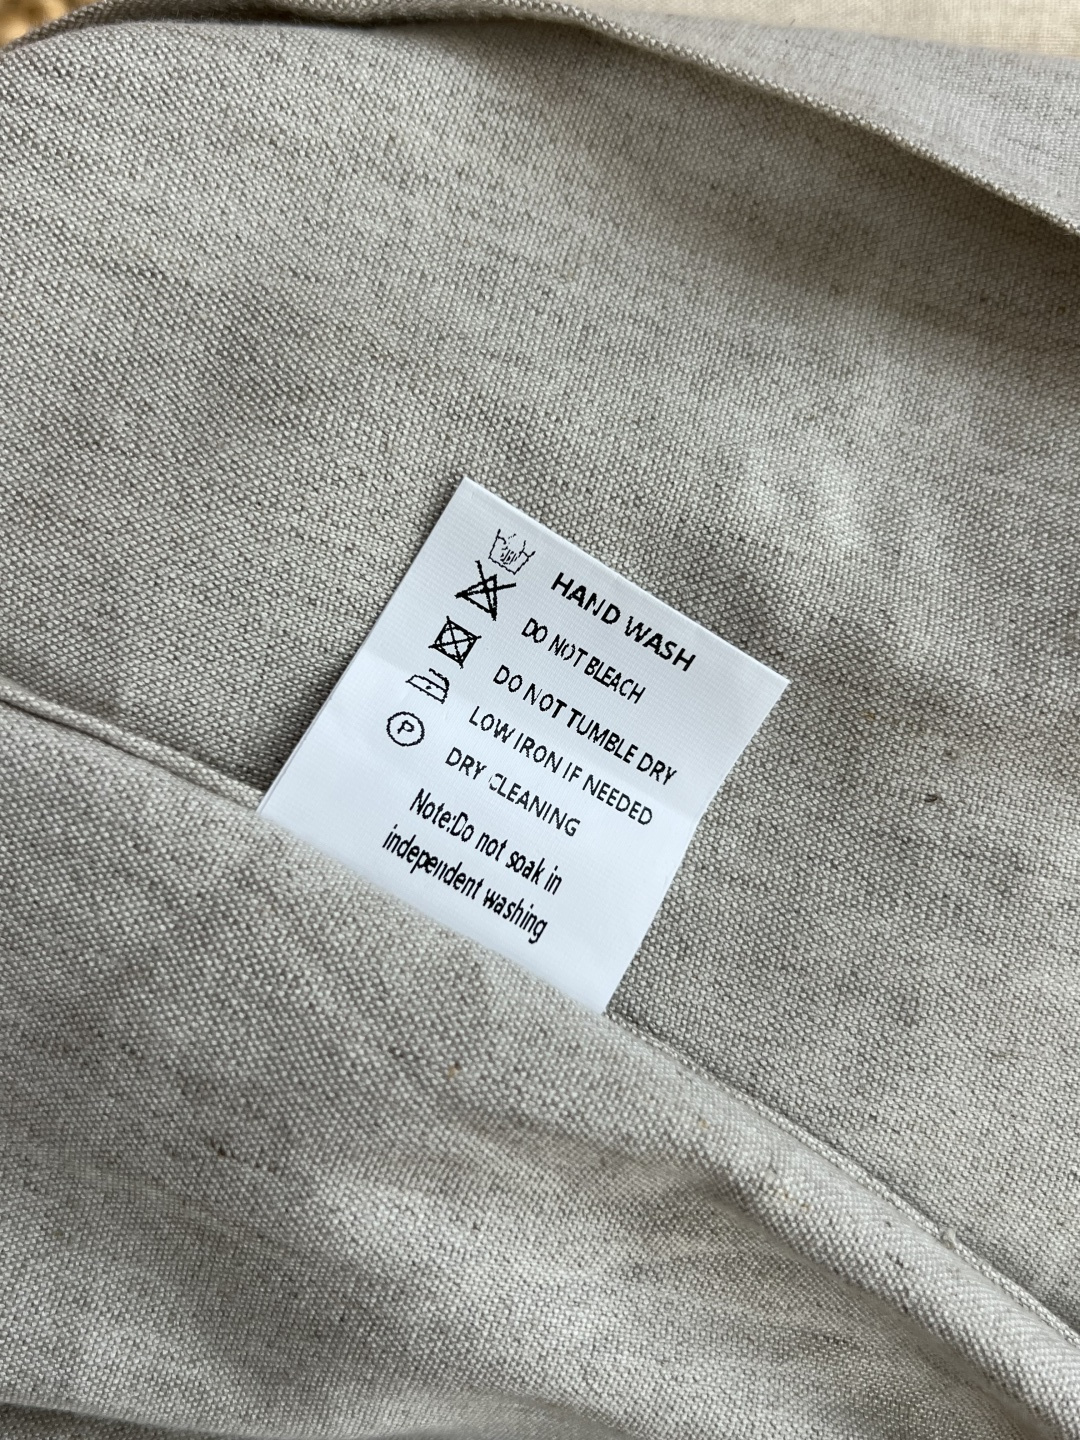 HAND WASH
DO NOT BLEACH
DO NOT TUMBLE DRY
LOW IRON IF NEEDED
P
DRY CLEANING
Note:Do not soak in
independent washing